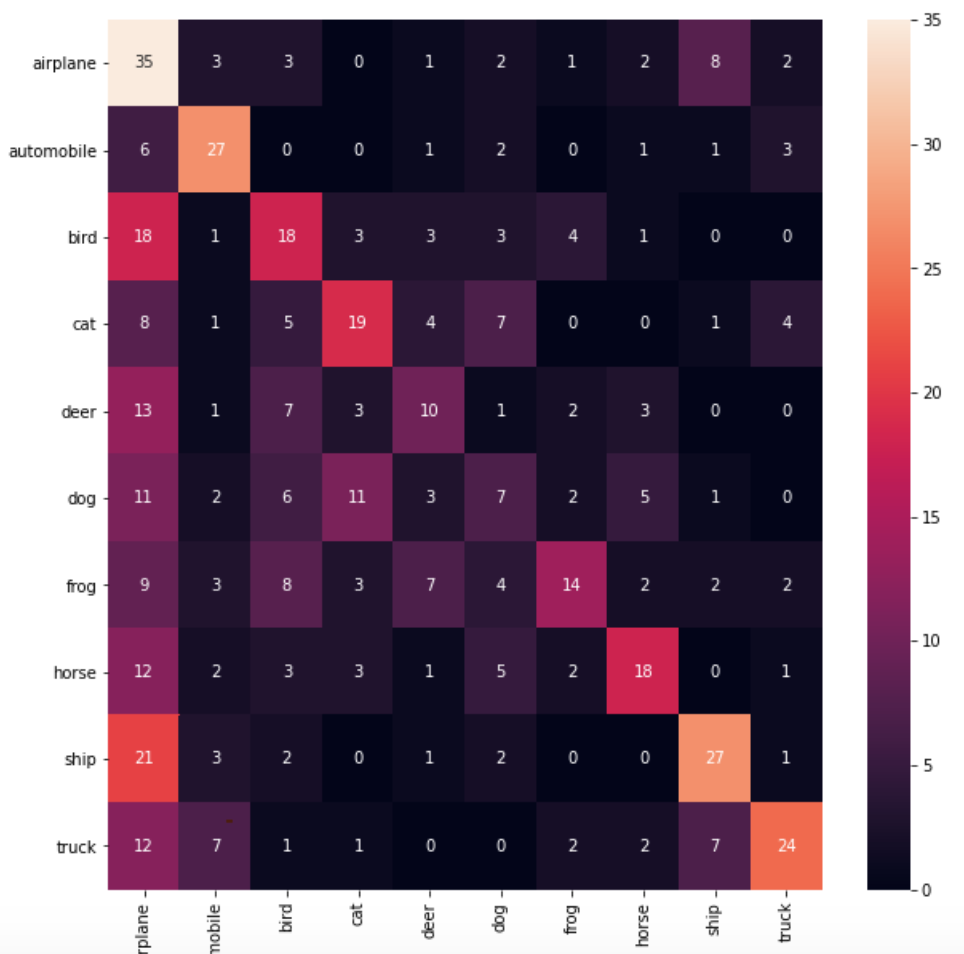 airplane 35 3 3 0 1 2 1 2 8 2
automobile 6 27 0 0 1 2 0 1 1 3
bird 18 1 18 3 3 3 4 1 0 0
cat 8 1 5 19 4 7 0 0 1 4
deer 13 1 7 3 10 1 2 3 0 0
dog 11 2 6 11 3 7 2 5 1 0
frog 9 3 8 3 7 4 14 2 2 2
horse 12 2 3 3 1 5 2 18 0 1
ship 21 3 2 0 1 2 0 0 27 1
truck 12 7 1 1 0 0 2 2 7 24
rplane mobile bird cat deer dog frog horse ship truck
35
30
25
20
15
10
5
0